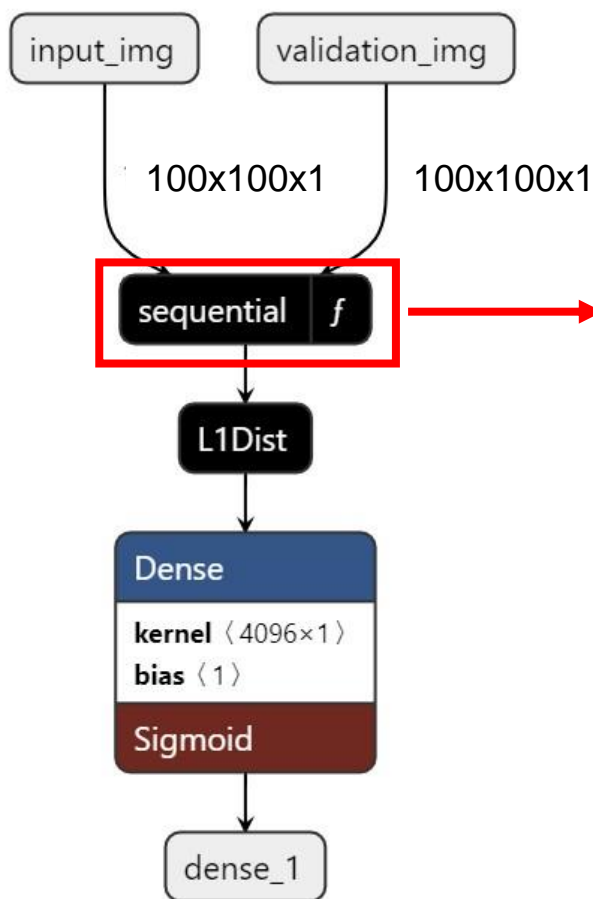 input_img validation_img
100x100x1 100x100x1
sequential f
L1Dist
Dense
kernel〈4096×1〉
bias〈1〉
Sigmoid
dense_1